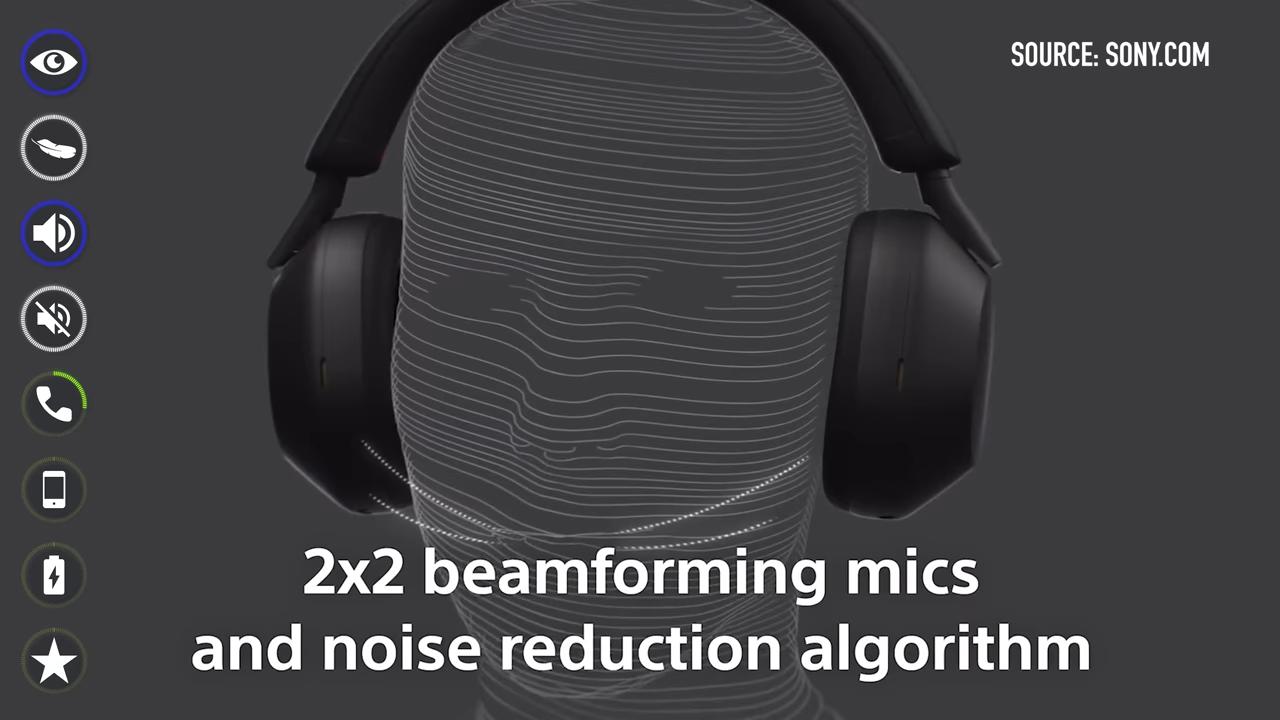 SOURCE: SONY.COM
2x2 beamforming mics
and noise reduction algorithm